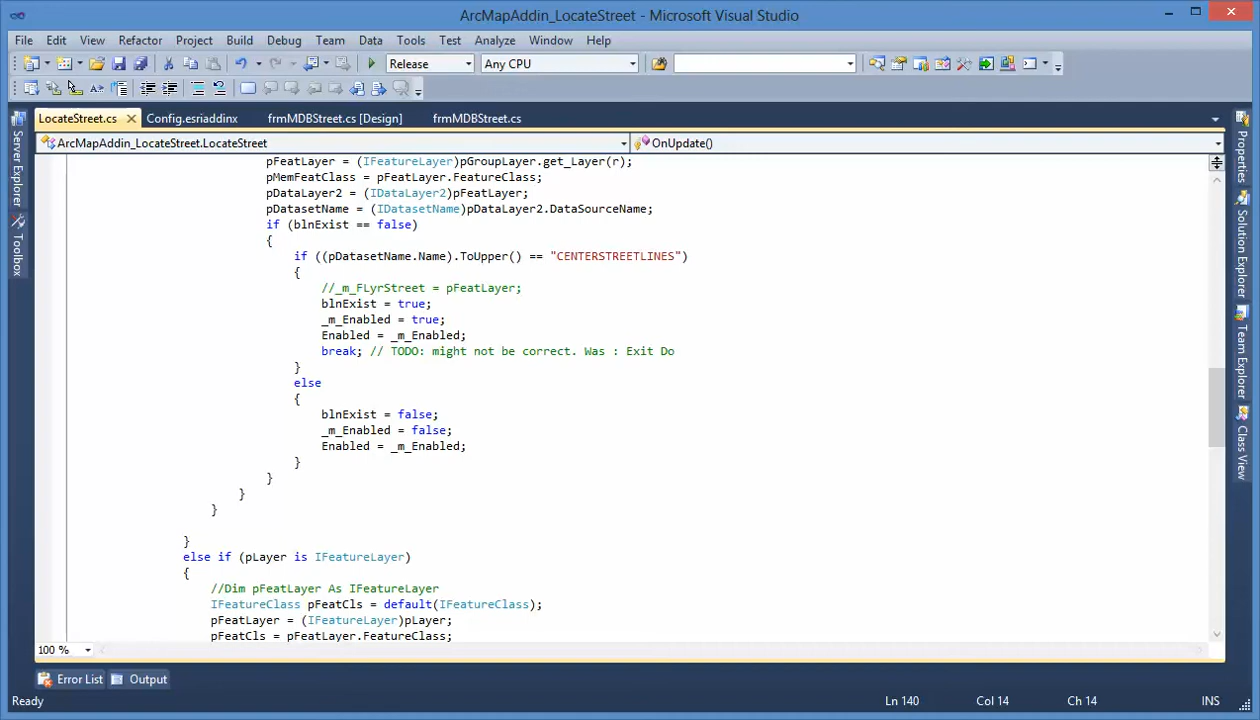 ArcMapAddin_LocateStreet - Microsoft Visual Studio
File Edit View Refactor Project Build Debug Team Data Tools Test Analyze Window Help
Release Any CPU
LocateStreet.cs Config.esriaddinx frmMDBStreet.cs [Design] frmMDBStreet.cs
ArcMapAddin_LocateStreet.LocateStreet OnUpdate()
pFeatLayer = (IFeatureLayer)pGroupLayer.get_Layer(r);
pMemFeatClass = pFeatLayer.FeatureClass;
pDataLayer2 = (IDataLayer2)pFeatLayer;
pDatasetName = (IDatasetName)pDataLayer2.DataSourceName;
if (blnExist == false)
{
if ((pDatasetName.Name).ToUpper() == "CENTERSTREETLINES")
{
//_m_FLyrStreet = pFeatLayer;
blnExist = true;
_m_Enabled = true;
Enabled = _m_Enabled;
break; // TODO: might not be correct. Was : Exit Do
}
else
{
blnExist = false;
_m_Enabled = false;
Enabled = _m_Enabled;
}
}
}
}
}
else if (pLayer is IFeatureLayer)
{
//Dim pFeatLayer As IFeatureLayer
IFeatureClass pFeatCls = default(IFeatureClass);
pFeatLayer = (IFeatureLayer)pLayer;
pFeatCls = pFeatLayer.FeatureClass;
100 %
Server Explorer
Toolbox
Properties
Solution Explorer
Team Explorer
Class View
Error List Output
Ready Ln 140 Col 14 Ch 14 INS